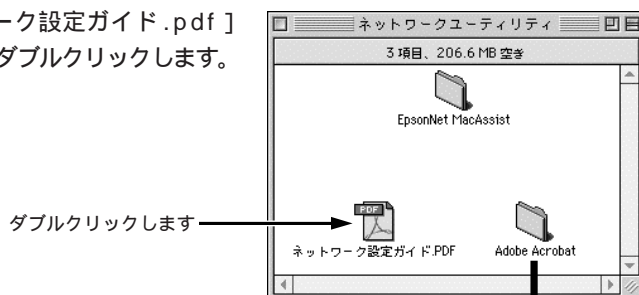 ーク設定ガイド.pdf ]
ダブルクリックします。
ネットワークユーティリティ
3 項目、206.6 MB 空き
EpsonNet MacAssist
ダブルクリックします
PDF
ネットワーク設定ガイド.PDF
Adobe Acrobat